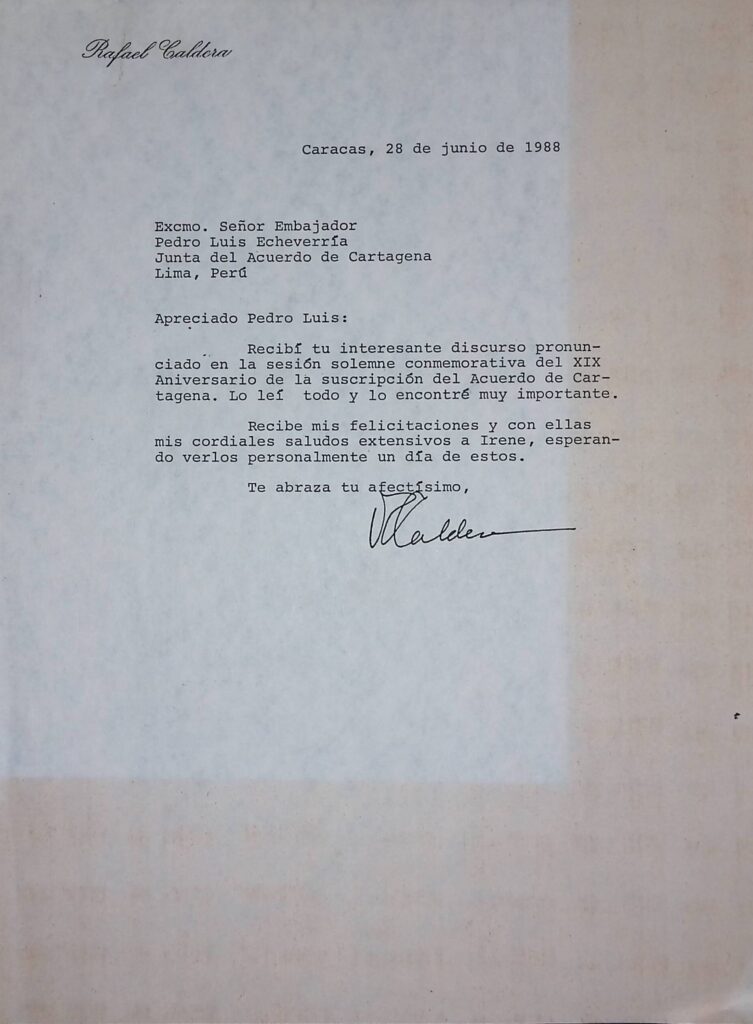 Rafael Caldera
Caracas, 28 de junio de 1988
Excmo. Señor Embajador
Pedro Luis Echeverría
Junta del Acuerdo de Cartagena
Lima, Perú
Apreciado Pedro Luis:
Recibí tu interesante discurso pronun-
ciado en la sesión solemne conmemorativa del XIX
Aniversario de la suscripción del Acuerdo de Car-
tagena. Lo leí todo y lo encontré muy importante.
Recibe mis felicitaciones y con ellas
mis cordiales saludos extensivos a Irene, esperan-
do verlos personalmente un día de estos.
Te abraza tu afectísimo,
RCaldera